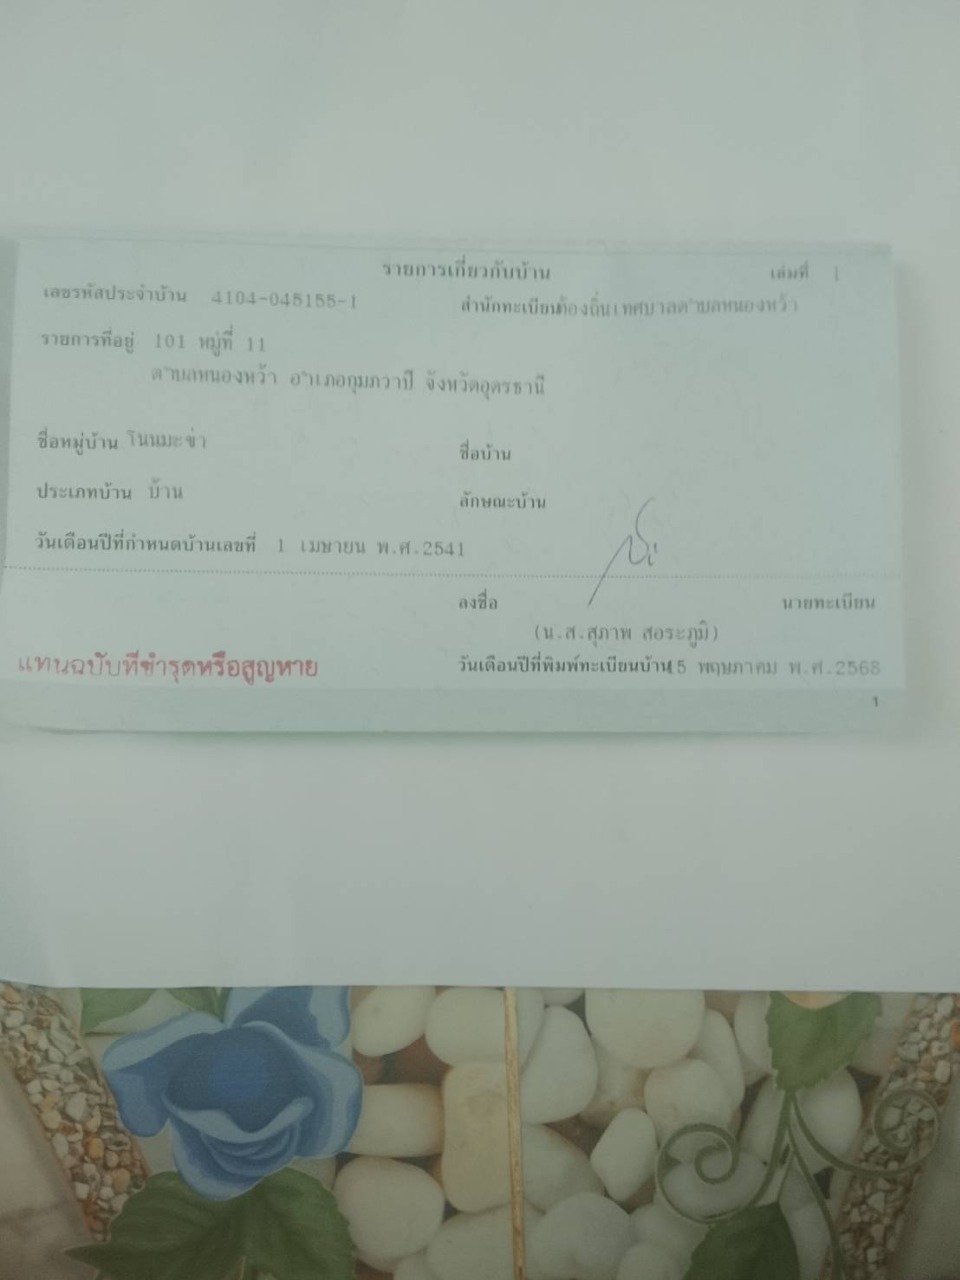 รายการเกี่ยวกับบ้าน เล่มที่ 1
เลขรหัสประจำบ้าน 4104-045155-1 สำนักทะเบียนท้องถิ่นเทศบาลตำบลหนองหว้า
รายการที่อยู่ 101 หมู่ที่ 11
ตำบลหนองหว้า อำเภอกุมภวาปี จังหวัดอุดรธานี
ชื่อหมู่บ้าน โนนมะข่า ชื่อบ้าน
ประเภทบ้าน บ้าน ลักษณะบ้าน
วันเดือนปีที่กำหนดบ้านเลขที่ 1 เมษายน พ.ศ.2541
ลงชื่อ นายทะเบียน
(น.ส.สุภาพ สอระภูมิ)
แทนฉบับที่ชำรุดหรือสูญหาย วันเดือนปีที่พิมพ์ทะเบียนบ้าน 15 พฤษภาคม พ.ศ.2568
1